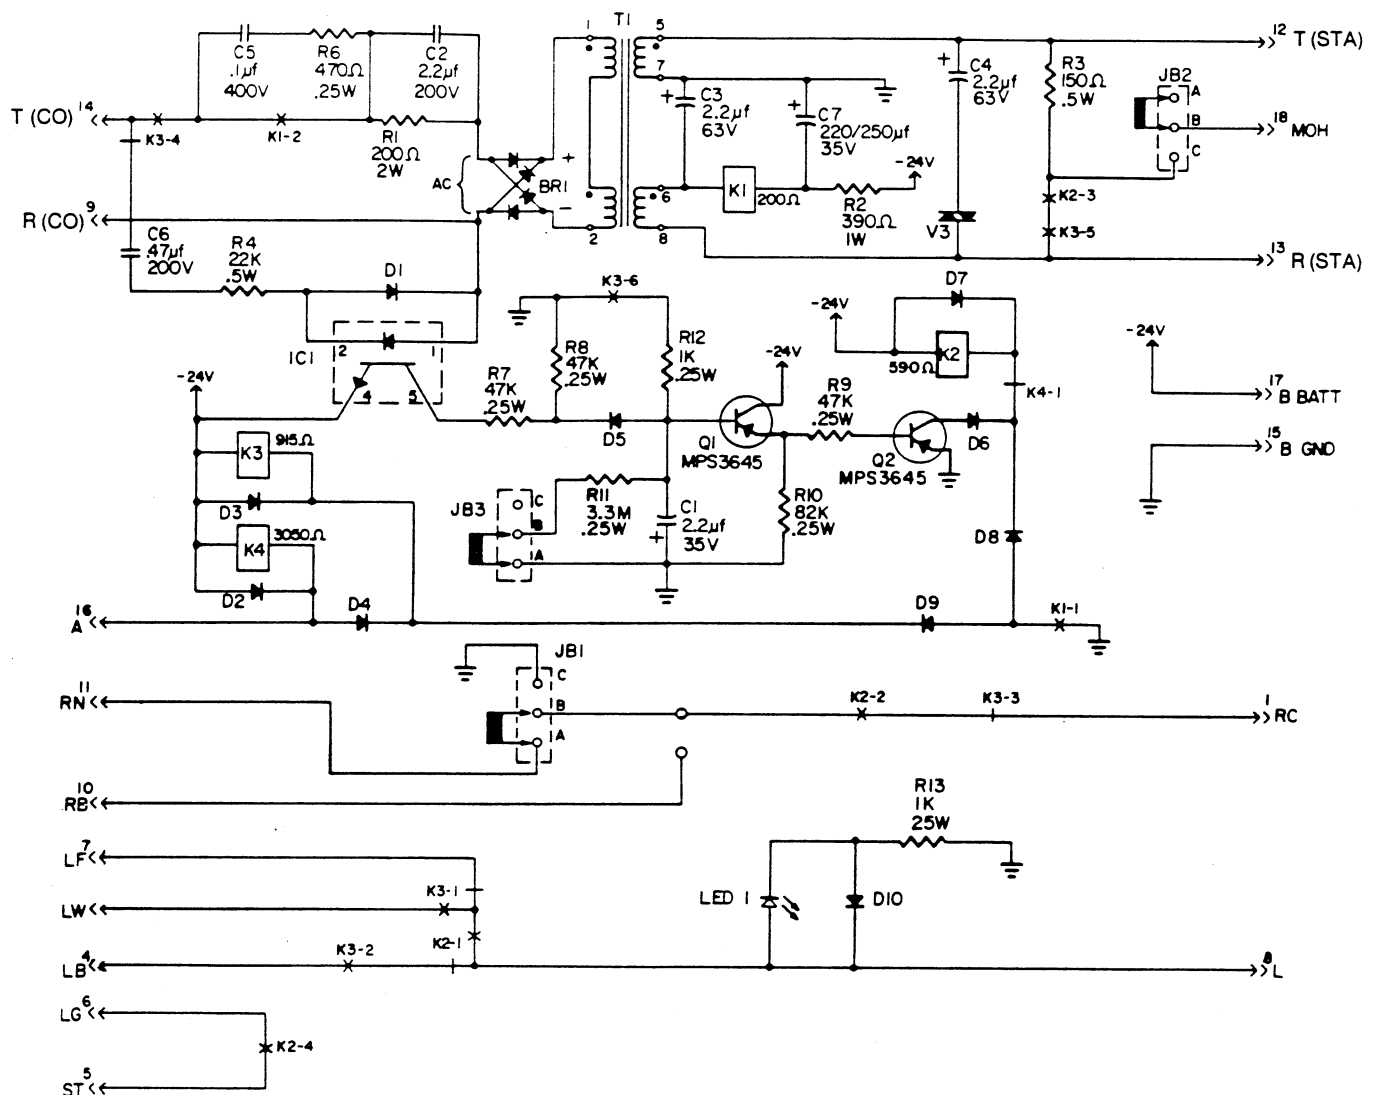 C5
.1µf
400V
R6
470Ω
.25W
C2
2.2µf
200V
14
T (CO)
K3-4
K1-2
R1
200Ω
2W
AC
BR1
+
−
T1
1
2
5
7
6
8
+
C3
2.2µf
63V
+
C7
220/250µf
35V
K1
200Ω
R2
390Ω
1W
-24V
+
C4
2.2µf
63V
V3
R3
150Ω
.5W
K2-3
K3-5
JB2
A
B
C
12
T (STA)
18
MOH
13
R (STA)
9
R (CO)
C6
.47µf
200V
R4
22K
.5W
D1
IC1
2
1
4
5
-24V
K3
915Ω
D3
K4
3050Ω
D2
16
A
D4
K3-6
R8
47K
.25W
R12
1K
.25W
R7
47K
.25W
D5
-24V
Q1
MPS3645
R9
47K
.25W
Q2
MPS3645
R10
82K
.25W
R11
3.3M
.25W
C1
2.2µf
35V
+
JB3
C
B
A
-24V
D7
K2
590Ω
K4-1
D6
D8
D9
K1-1
-24V
17
B BATT
15
B GND
JB1
C
B
A
11
RN
K2-2
K3-3
1
RC
10
RB
7
LF
K3-1
LW
K2-1
K3-2
4
LB
R13
1K
25W
LED 1
D10
8
L
6
LG
K2-4
5
ST